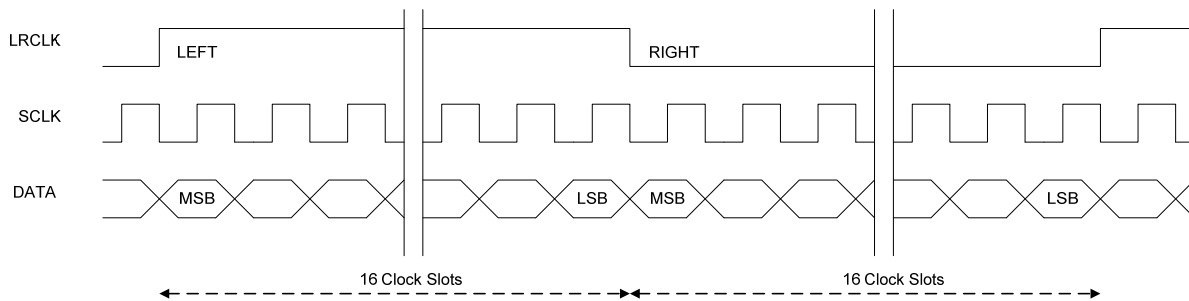 LRCLK
LEFT
RIGHT
SCLK
DATA
MSB
LSB
MSB
LSB
16 Clock Slots
16 Clock Slots